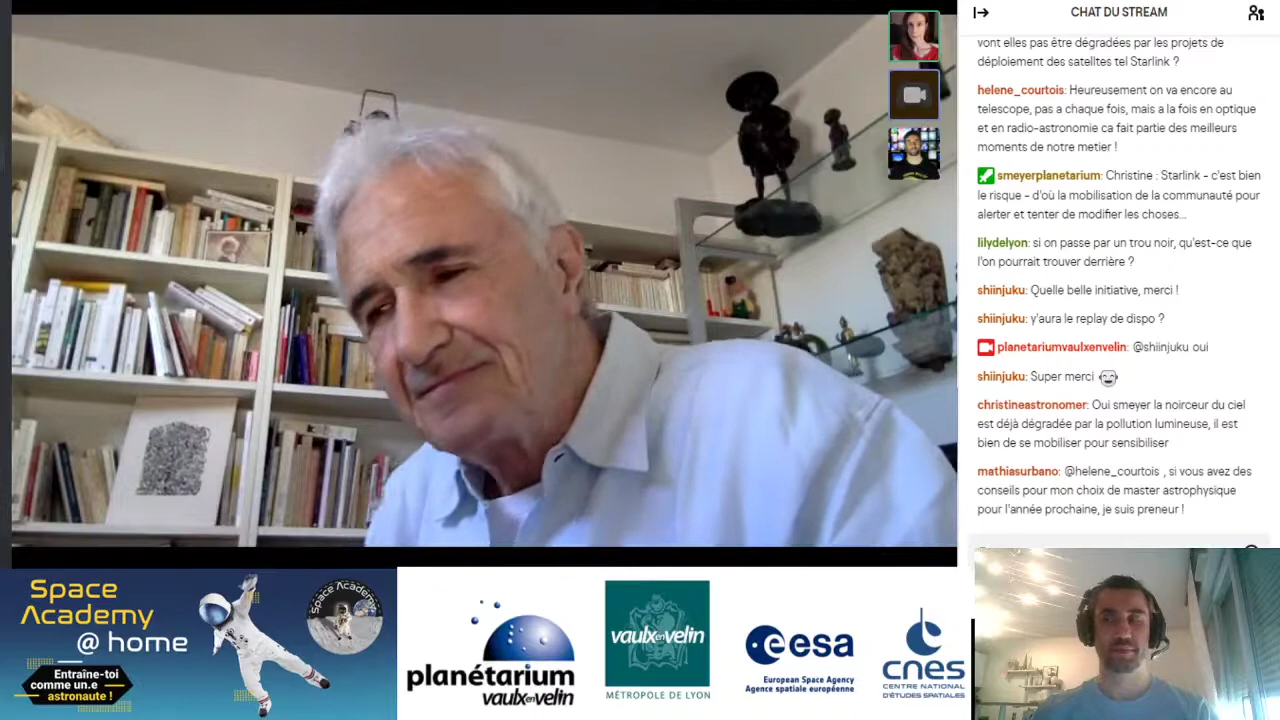 CHAT DU STREAM
vont elles pas être dégradées par les projets de
déploiement des satelltes tel Starlink ?
helene_courtois: Heureusement on va encore au
telescope, pas a chaque fois, mais a la fois en optique
et en radio-astronomie ca fait partie des meilleurs
moments de notre metier !
smeyerplanetarium: Christine : Starlink - c'est bien
le risque - d'où la mobilisation de la communauté pour
alerter et tenter de modifier les choses...
lilydelyon: si on passe par un trou noir, qu'est-ce que
l'on pourrait trouver derrière ?
shiinjuku: Quelle belle initiative, merci !
shiinjuku: y'aura le replay de dispo ?
planetariumvaulxenvelin: @shiinjuku oui
shiinjuku: Super merci
christineastronomer: Oui smeyer la noirceur du ciel
est déjà dégradée par la pollution lumineuse, il est
bien de se mobiliser pour sensibiliser
mathiasurbano: @helene_courtois , si vous avez des
conseils pour mon choix de master astrophysique
pour l'année prochaine, je suis preneur !
Space
Academy
@ home
Entraîne-toi
comme un.e
astronaute !
Space Academy
planétarium
vaulx en velin
vaulx en velin
MÉTROPOLE DE LYON
esa
European Space Agency
Agence spatiale européenne
cnes
CENTRE NATIONAL
D'ÉTUDES SPATIALES